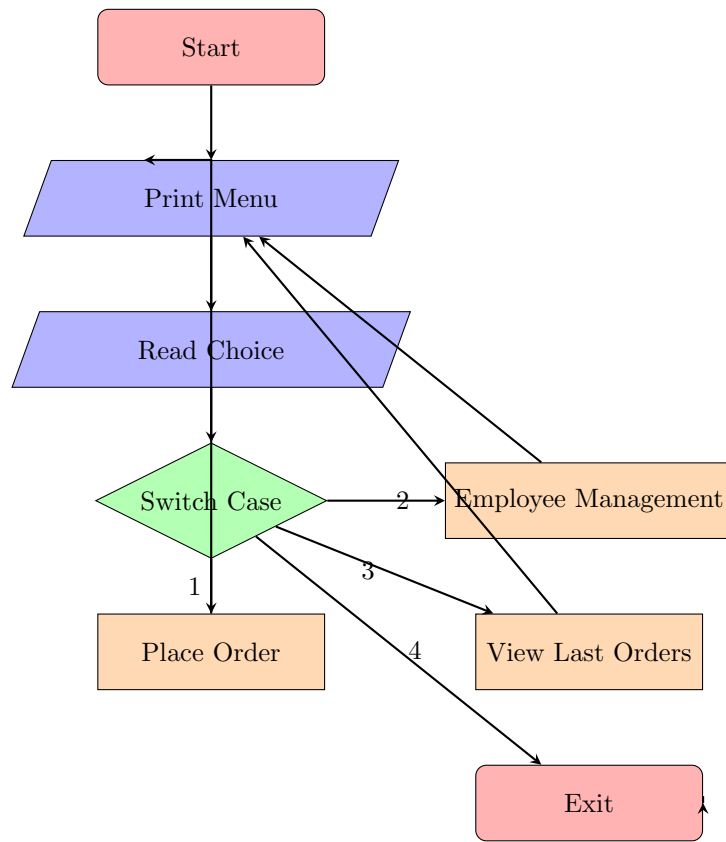 Start
Print Menu
Read Choice
Switch Case
2
Employee Management
3
1
Place Order
4
View Last Orders
Exit